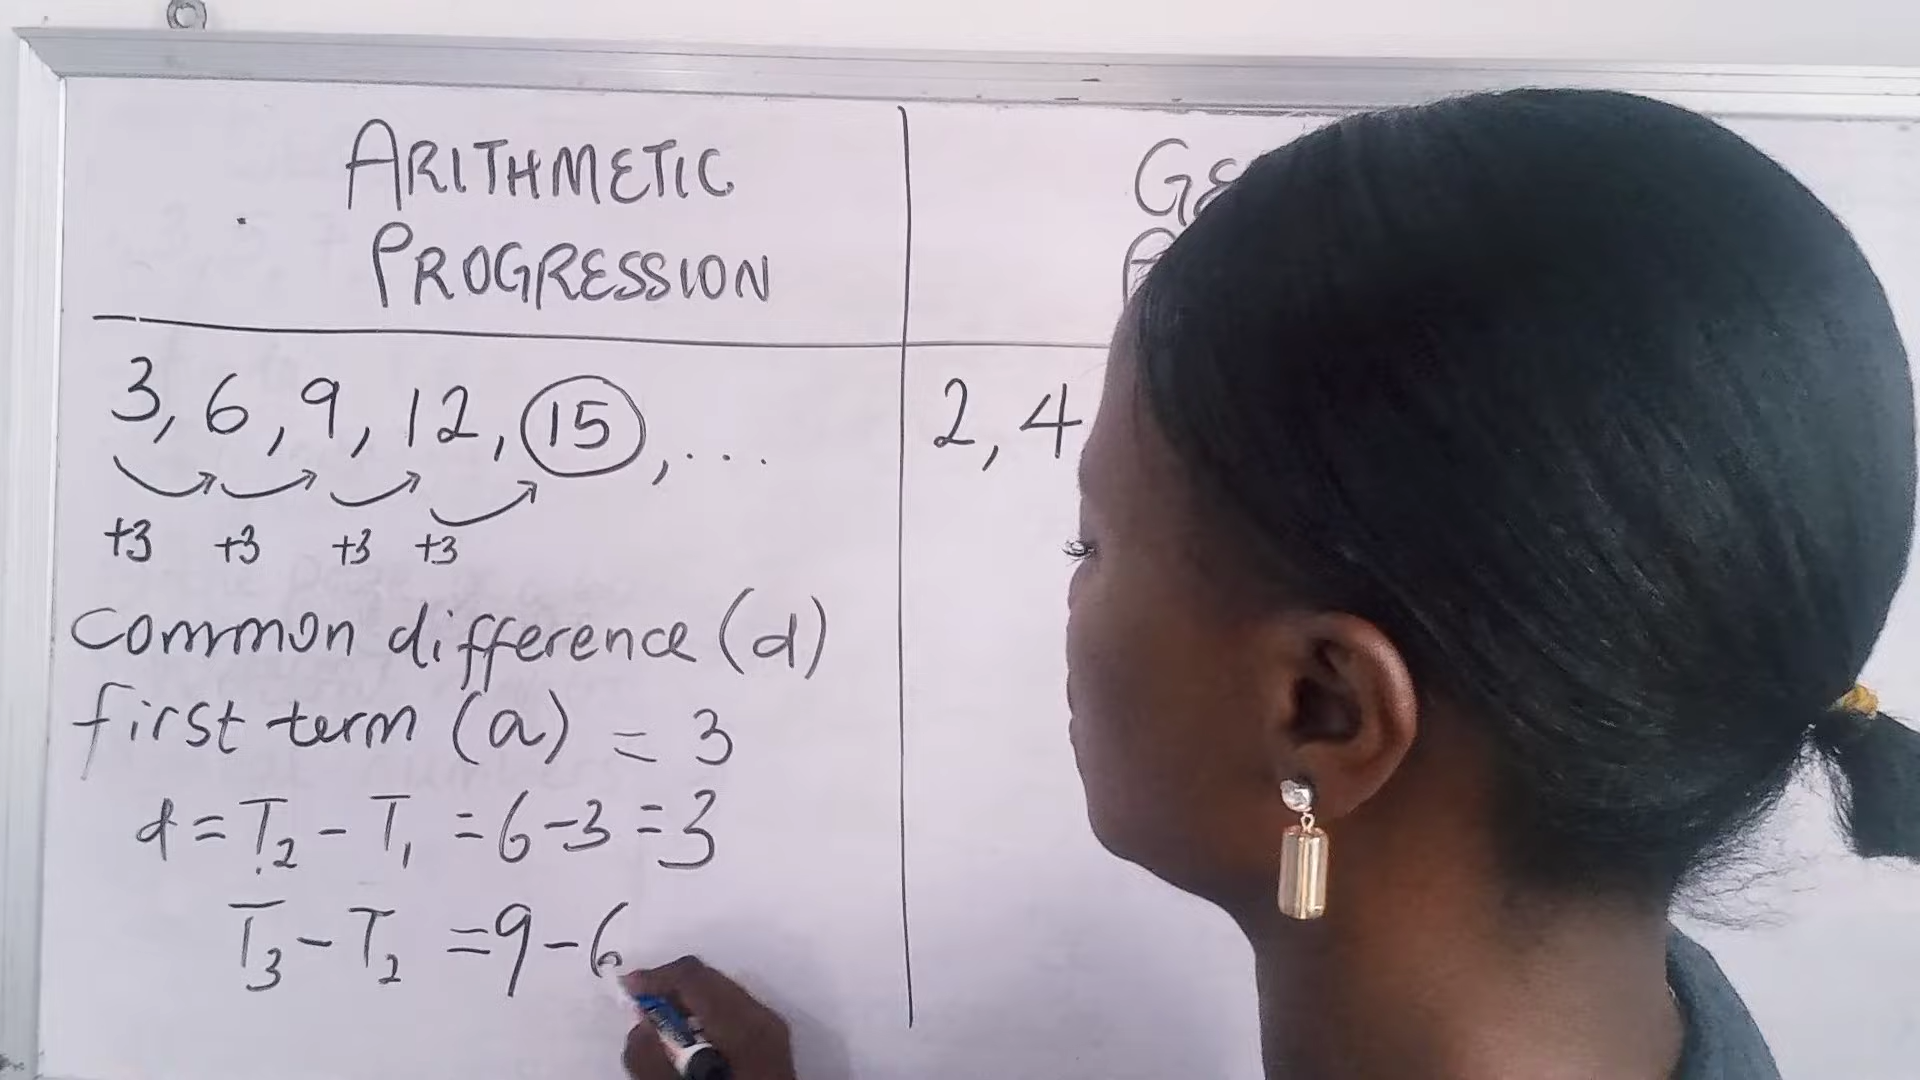 ARITHMETIC
PROGRESSION
3, 6, 9, 12, 15, ...
+3 +3 +3 +3
common difference (d)
first term (a) = 3
d = T₂ - T₁ = 6 - 3 = 3
T₃ - T₂ = 9 - 6
2, 4